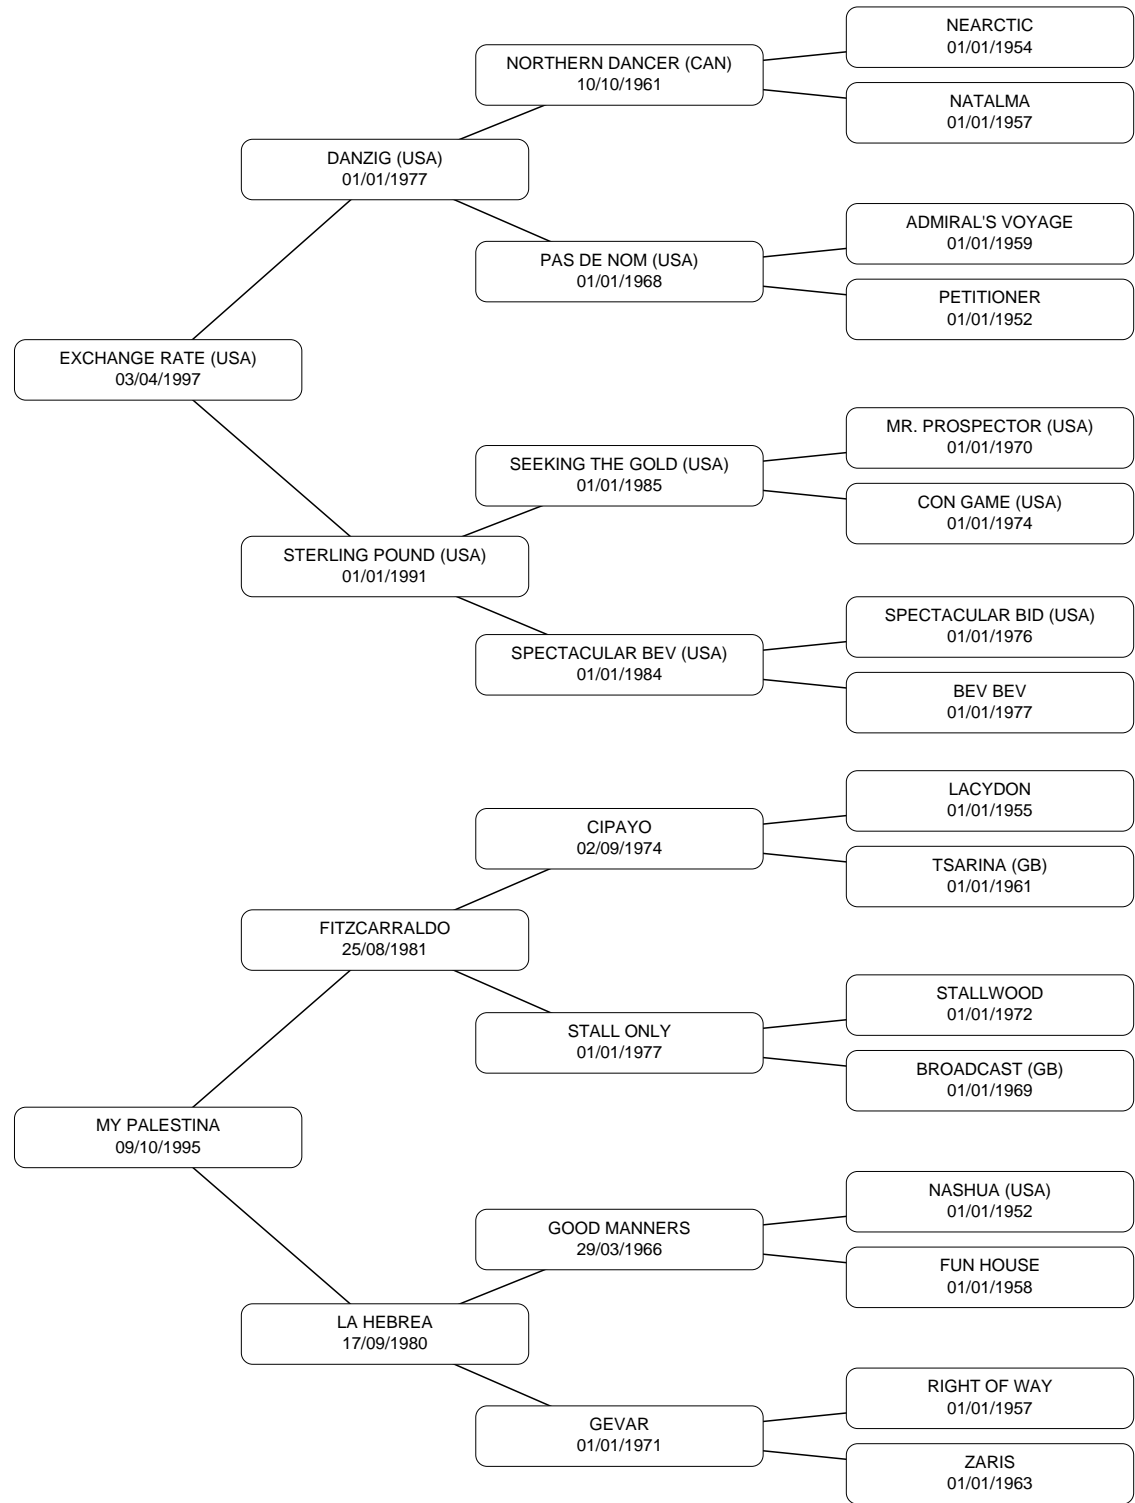 NEARCTIC
01/01/1954
NORTHERN DANCER (CAN)
10/10/1961
NATALMA
01/01/1957
DANZIG (USA)
01/01/1977
ADMIRAL'S VOYAGE
01/01/1959
PAS DE NOM (USA)
01/01/1968
PETITIONER
01/01/1952
EXCHANGE RATE (USA)
03/04/1997
MR. PROSPECTOR (USA)
01/01/1970
SEEKING THE GOLD (USA)
01/01/1985
CON GAME (USA)
01/01/1974
STERLING POUND (USA)
01/01/1991
SPECTACULAR BID (USA)
01/01/1976
SPECTACULAR BEV (USA)
01/01/1984
BEV BEV
01/01/1977
LACYDON
01/01/1955
CIPAYO
02/09/1974
TSARINA (GB)
01/01/1961
FITZCARRALDO
25/08/1981
STALLWOOD
01/01/1972
STALL ONLY
01/01/1977
BROADCAST (GB)
01/01/1969
MY PALESTINA
09/10/1995
NASHUA (USA)
01/01/1952
GOOD MANNERS
29/03/1966
FUN HOUSE
01/01/1958
LA HEBREA
17/09/1980
RIGHT OF WAY
01/01/1957
GEVAR
01/01/1971
ZARIS
01/01/1963